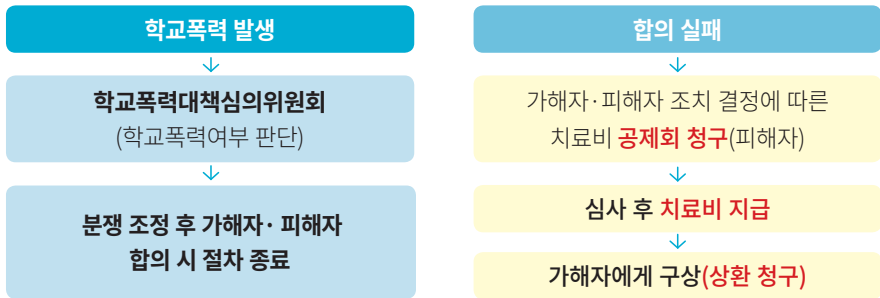 학교폭력 발생
학교폭력대책심의위원회
(학교폭력여부 판단)
분쟁 조정 후 가해자· 피해자
합의 시 절차 종료
합의 실패
가해자·피해자 조치 결정에 따른
치료비 공제회 청구(피해자)
심사 후 치료비 지급
가해자에게 구상(상환 청구)